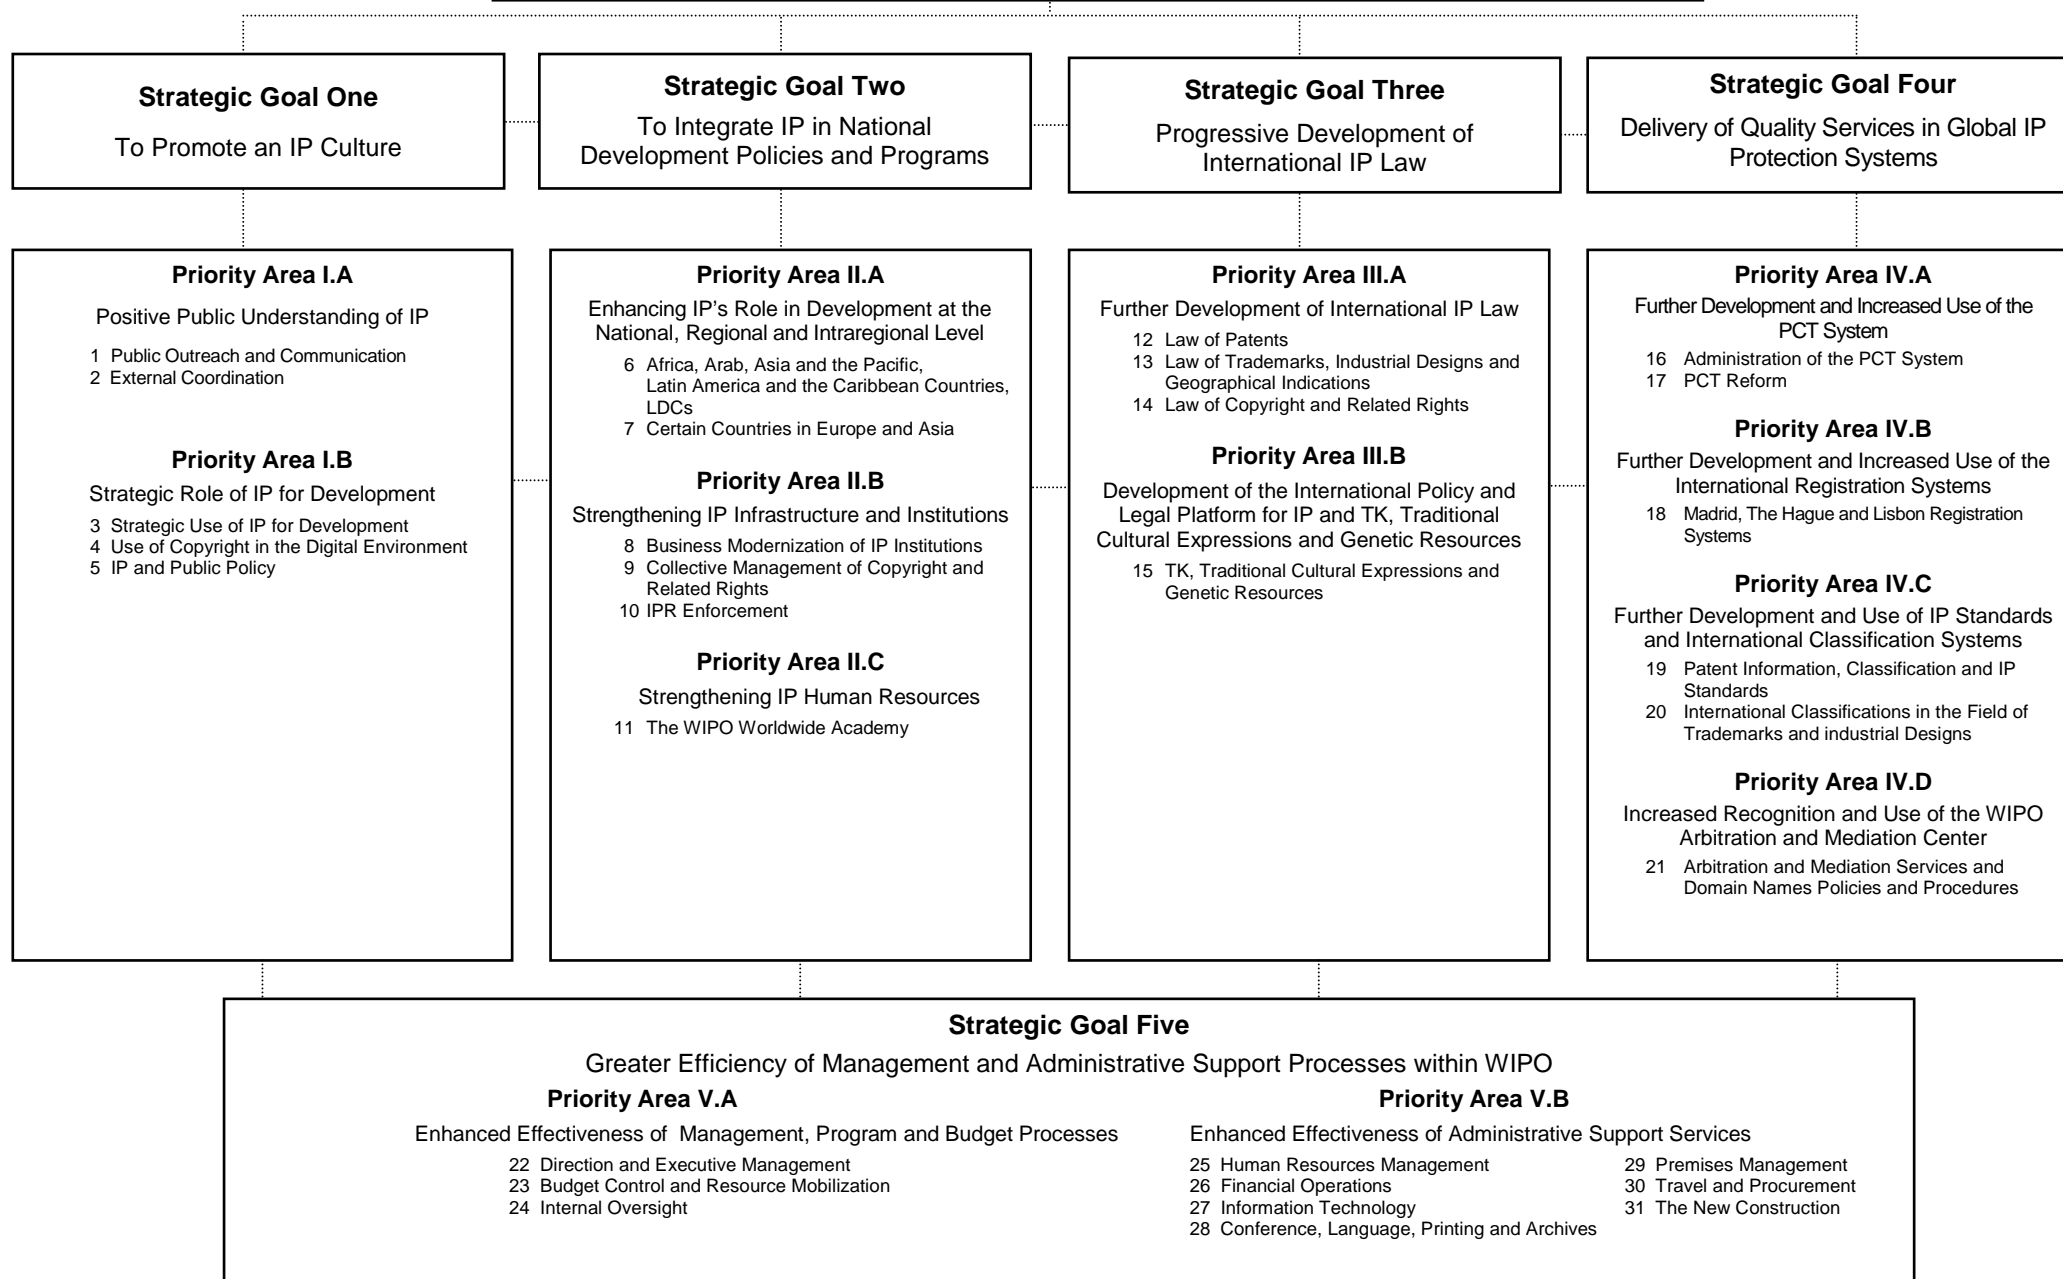 Strategic Goal One
To Promote an IP Culture
Strategic Goal Two
To Integrate IP in National
Development Policies and Programs
Strategic Goal Three
Progressive Development of
International IP Law
Strategic Goal Four
Delivery of Quality Services in Global IP
Protection Systems
Priority Area I.A
Positive Public Understanding of IP
1 Public Outreach and Communication
2 External Coordination
Priority Area I.B
Strategic Role of IP for Development
3 Strategic Use of IP for Development
4 Use of Copyright in the Digital Environment
5 IP and Public Policy
Priority Area II.A
Enhancing IP's Role in Development at the
National, Regional and Intraregional Level
6 Africa, Arab, Asia and the Pacific,
Latin America and the Caribbean Countries,
LDCs
7 Certain Countries in Europe and Asia
Priority Area II.B
Strengthening IP Infrastructure and Institutions
8 Business Modernization of IP Institutions
9 Collective Management of Copyright and
Related Rights
10 IPR Enforcement
Priority Area II.C
Strengthening IP Human Resources
11 The WIPO Worldwide Academy
Priority Area III.A
Further Development of International IP Law
12 Law of Patents
13 Law of Trademarks, Industrial Designs and
Geographical Indications
14 Law of Copyright and Related Rights
Priority Area III.B
Development of the International Policy and
Legal Platform for IP and TK, Traditional
Cultural Expressions and Genetic Resources
15 TK, Traditional Cultural Expressions and
Genetic Resources
Priority Area IV.A
Further Development and Increased Use of the
PCT System
16 Administration of the PCT System
17 PCT Reform
Priority Area IV.B
Further Development and Increased Use of the
International Registration Systems
18 Madrid, The Hague and Lisbon Registration
Systems
Priority Area IV.C
Further Development and Use of IP Standards
and International Classification Systems
19 Patent Information, Classification and IP
Standards
20 International Classifications in the Field of
Trademarks and industrial Designs
Priority Area IV.D
Increased Recognition and Use of the WIPO
Arbitration and Mediation Center
21 Arbitration and Mediation Services and
Domain Names Policies and Procedures
Strategic Goal Five
Greater Efficiency of Management and Administrative Support Processes within WIPO
Priority Area V.A
Enhanced Effectiveness of Management, Program and Budget Processes
22 Direction and Executive Management
23 Budget Control and Resource Mobilization
24 Internal Oversight
Priority Area V.B
Enhanced Effectiveness of Administrative Support Services
25 Human Resources Management
26 Financial Operations
27 Information Technology
28 Conference, Language, Printing and Archives
29 Premises Management
30 Travel and Procurement
31 The New Construction